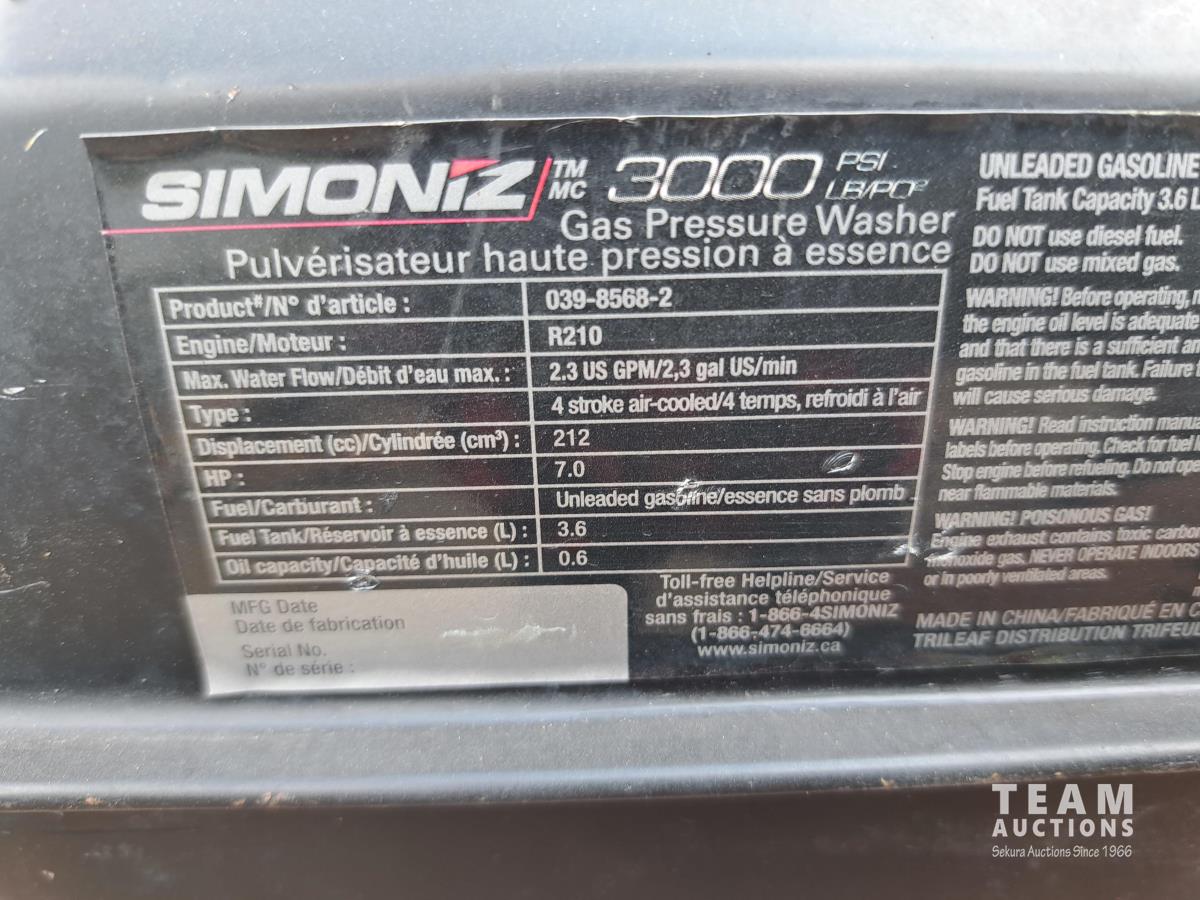 SIMONIZ TM MC 3000 PSI LB/PO²
Gas Pressure Washer
Pulvérisateur haute pression à essence
Product#/N° d'article : 039-8568-2
Engine/Moteur : R210
Max. Water Flow/Débit d'eau max. : 2.3 US GPM/2,3 gal US/min
Type : 4 stroke air-cooled/4 temps, refroidi à l'air
Displacement (cc)/Cylindrée (cm³) : 212
HP : 7.0
Fuel/Carburant : Unleaded gasoline/essence sans plomb
Fuel Tank/Réservoir à essence (L) : 3.6
Oil capacity/Capacité d'huile (L) : 0.6
MFG Date
Date de fabrication
Serial No.
N° de série :
Toll-free Helpline/Service
d'assistance téléphonique
sans frais : 1-866-4SIMONIZ
(1-866-474-6664)
www.simoniz.ca
UNLEADED GASOLINE
Fuel Tank Capacity 3.6 L
DO NOT use diesel fuel.
DO NOT use mixed gas.
WARNING! Before operating,
the engine oil level is adequate
and that there is a sufficient
gasoline in the fuel tank. Failure
will cause serious damage.
WARNING! Read instruction
labels before operating. Check for fuel
Stop engine before refueling. Do not
near flammable materials.
WARNING! POISONOUS GAS!
Engine exhaust contains toxic
monoxide gas. NEVER OPERATE INDOORS
or in poorly ventilated areas.
MADE IN CHINA/FABRIQUÉ EN
TRILEAF DISTRIBUTION
TEAM
AUCTIONS
Sekura Auctions Since 1966